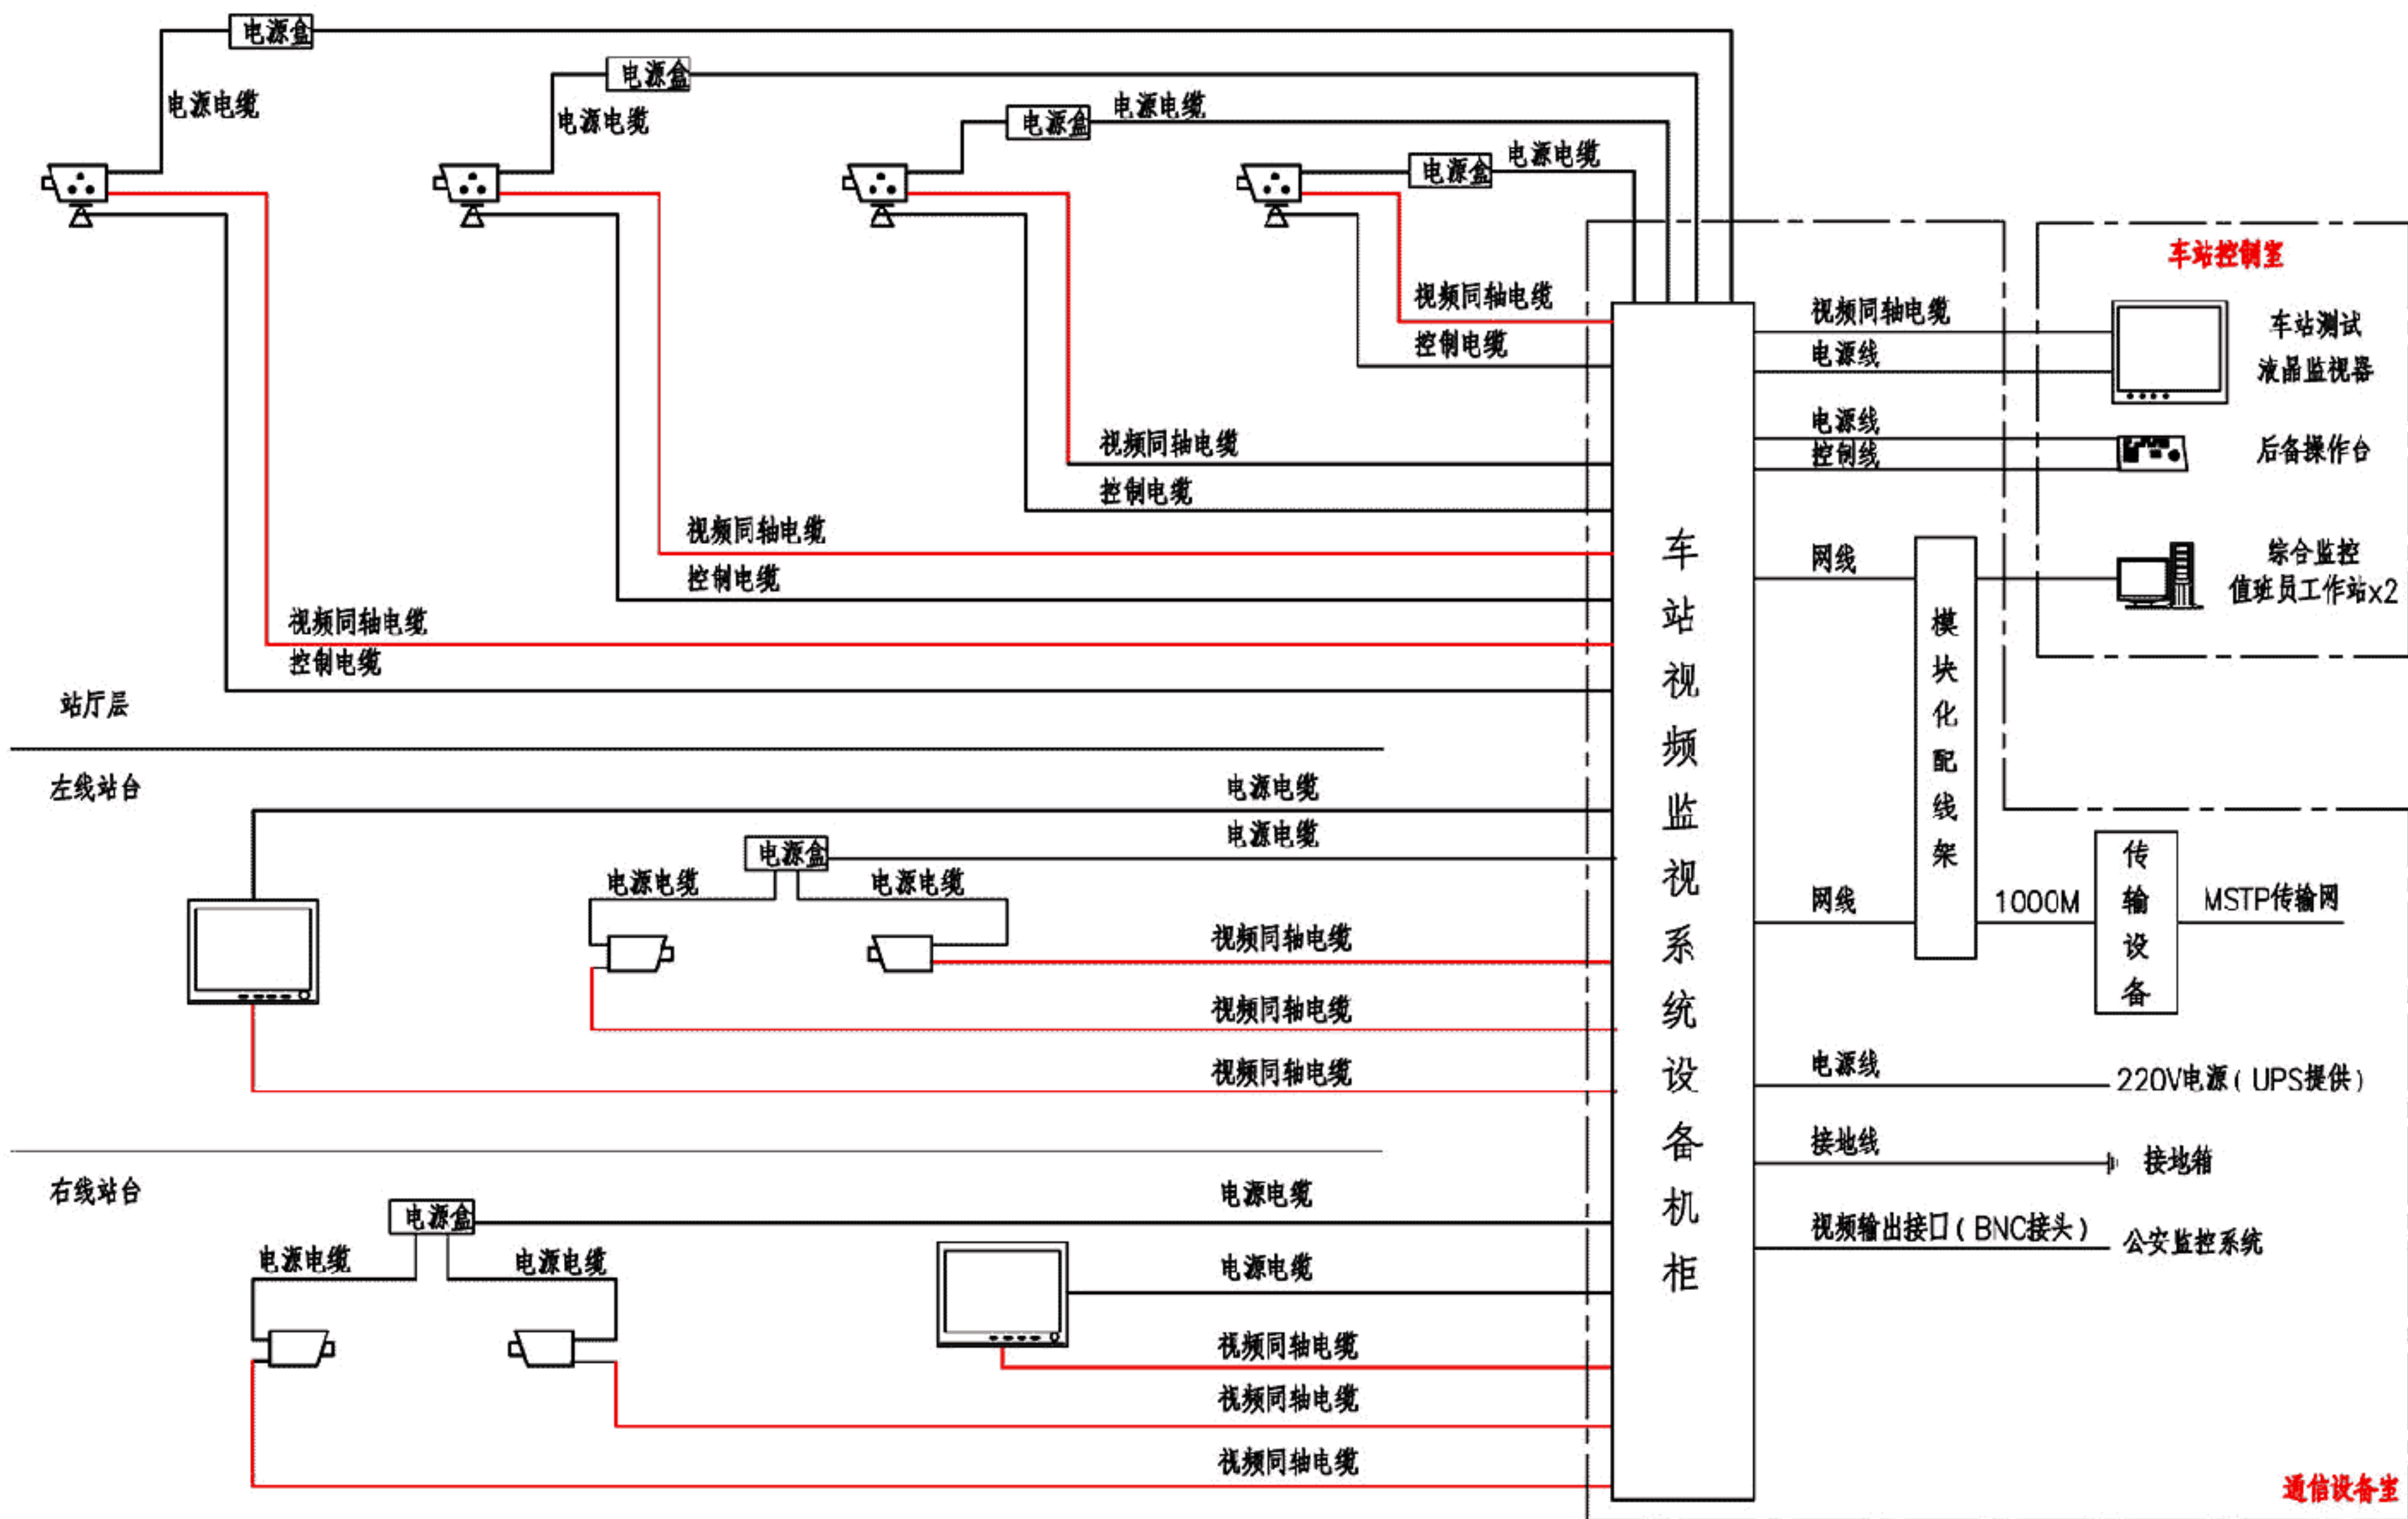 电源盒
电源电缆
电源盒
电源电缆
电源盒
电源电缆
电源盒
电源电缆
视频同轴电缆
控制电缆
视频同轴电缆
控制电缆
视频同轴电缆
控制电缆
视频同轴电缆
控制电缆
站厅层
左线站台
电源电缆
电源电缆
电源盒
电源电缆
电源电缆
视频同轴电缆
视频同轴电缆
视频同轴电缆
右线站台
电源盒
电源电缆
电源电缆
电源电缆
电源电缆
视频同轴电缆
视频同轴电缆
视频同轴电缆
车站视频监视系统设备机柜
车站控制室
视频同轴电缆
电源线
车站测试
液晶监视器
电源线
控制线
后备操作台
网线
综合监控
值班员工作站x2
模块化配线架
网线
1000M
传输设备
MSTP传输网
电源线
220V电源(UPS提供)
接地线
接地箱
视频输出接口(BNC接头)
公安监控系统
通信设备室